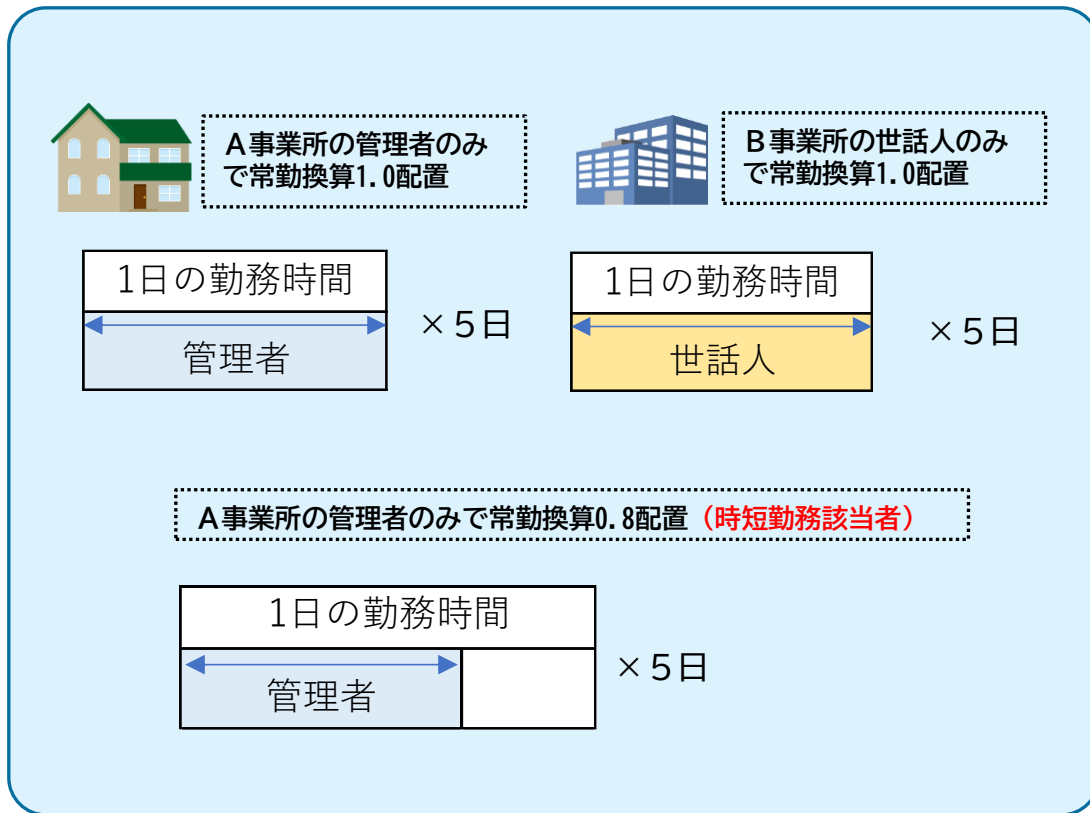 A事業所の管理者のみ
で常勤換算1.0配置
B事業所の世話人のみ
で常勤換算1.0配置
1日の勤務時間
管理者
×5日
1日の勤務時間
世話人
×5日
A事業所の管理者のみで常勤換算0.8配置（時短勤務該当者）
1日の勤務時間
管理者
×5日